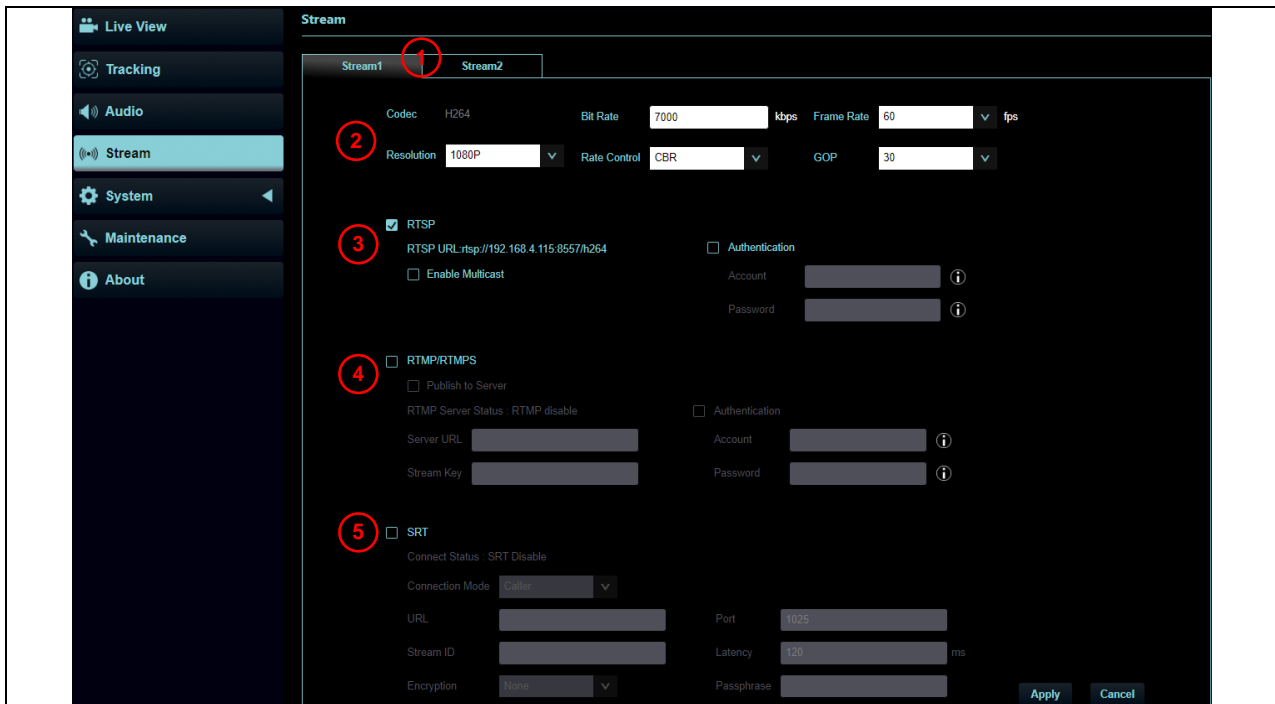 Live View
Tracking
Audio
Stream
System
Maintenance
About
Stream
1
Stream1 Stream2
2
Codec H264 Bit Rate 7000 kbps Frame Rate 60 fps
Resolution 1080P Rate Control CBR GOP 30
3
RTSP
RTSP URL:rtsp://192.168.4.115:8557/h264 Authentication
Enable Multicast Account
Password
4
RTMP/RTMPS
Publish to Server
RTMP Server Status : RTMP disable Authentication
Server URL Account
Stream Key Password
5
SRT
Connect Status : SRT Disable
Connection Mode Caller
URL Port 1025
Stream ID Latency 120 ms
Encryption None Passphrase
Apply Cancel